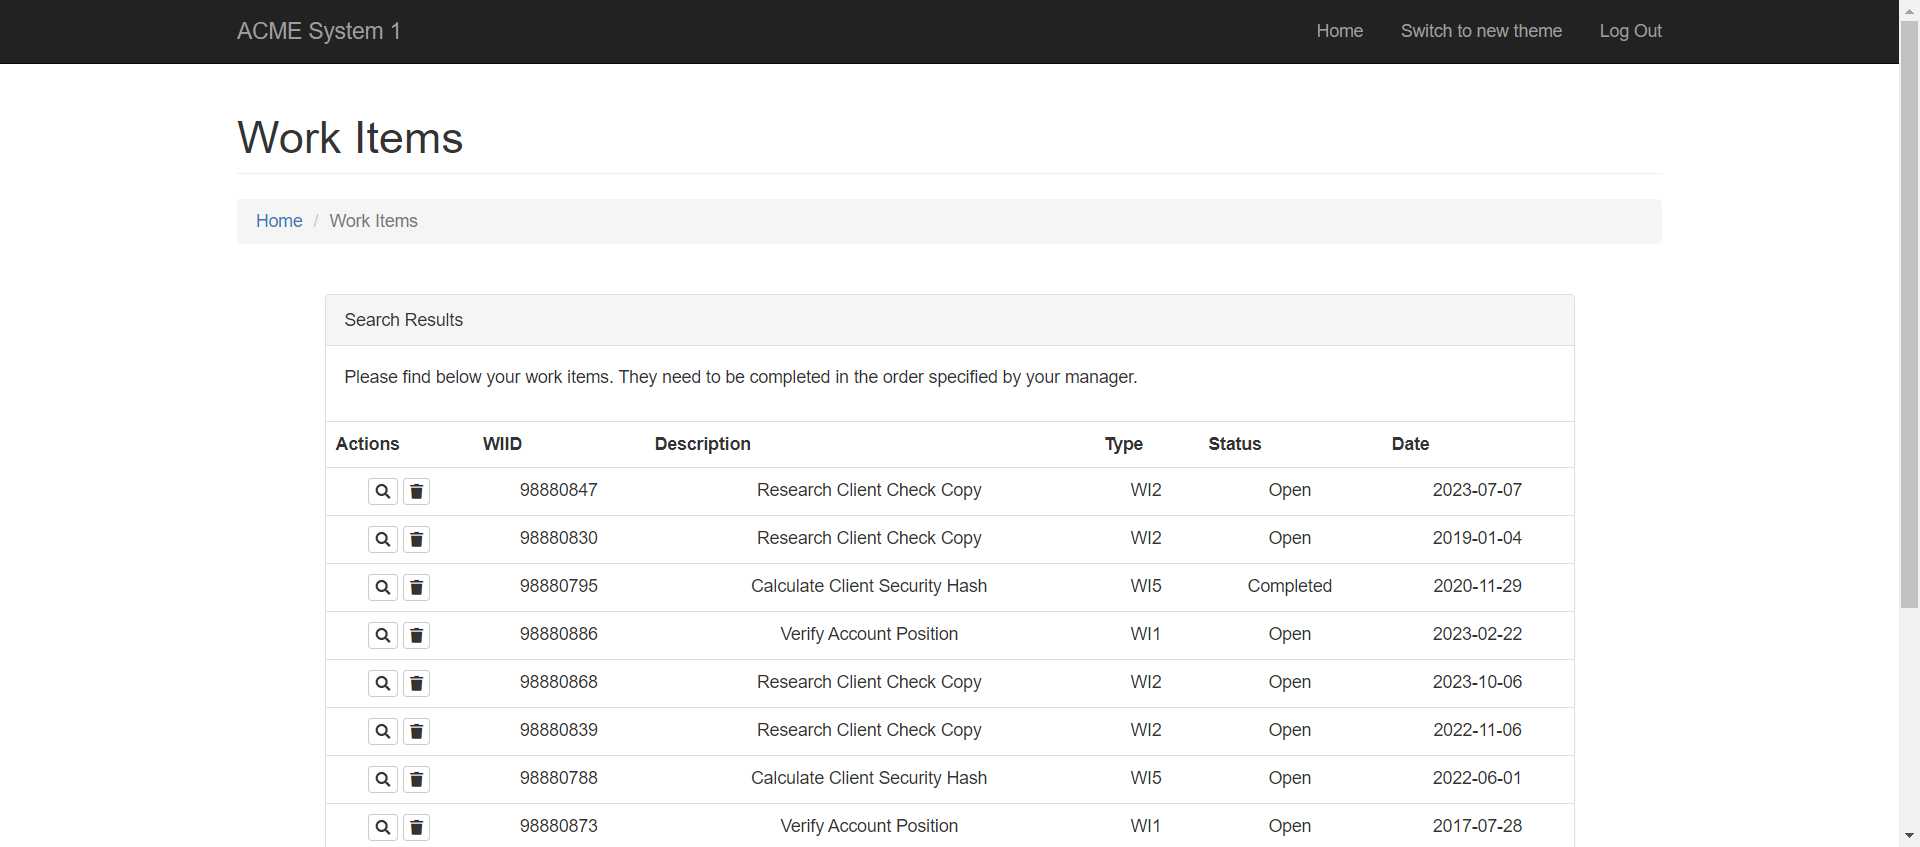 ACME System 1 Home Switch to new theme Log Out
Work Items
Home / Work Items
Search Results
Please find below your work items. They need to be completed in the order specified by your manager.
Actions WIID Description Type Status Date
98880847 Research Client Check Copy WI2 Open 2023-07-07
98880830 Research Client Check Copy WI2 Open 2019-01-04
98880795 Calculate Client Security Hash WI5 Completed 2020-11-29
98880886 Verify Account Position WI1 Open 2023-02-22
98880868 Research Client Check Copy WI2 Open 2023-10-06
98880839 Research Client Check Copy WI2 Open 2022-11-06
98880788 Calculate Client Security Hash WI5 Open 2022-06-01
98880873 Verify Account Position WI1 Open 2017-07-28